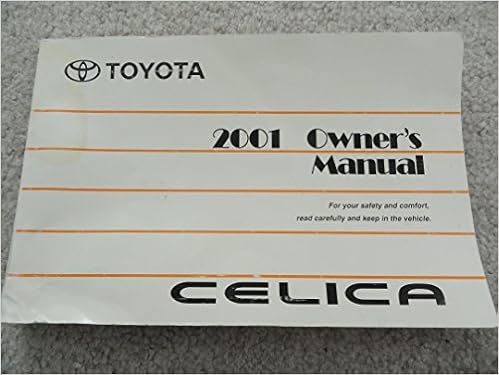 TOYOTA
2001 Owner's
Manual
For your safety and comfort,
read carefully and keep in the vehicle.
CELICA